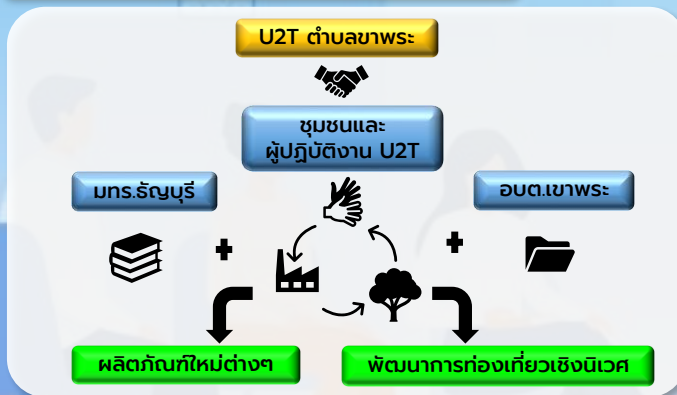 U2T ตำบลขาพระ
ชุมชนและ
ผู้ปฏิบัติงาน U2T
มทร.ธัญบุรี
อบต.เขาพระ
ผลิตภัณฑ์ใหม่ต่างๆ
พัฒนาการท่องเที่ยวเชิงนิเวศ